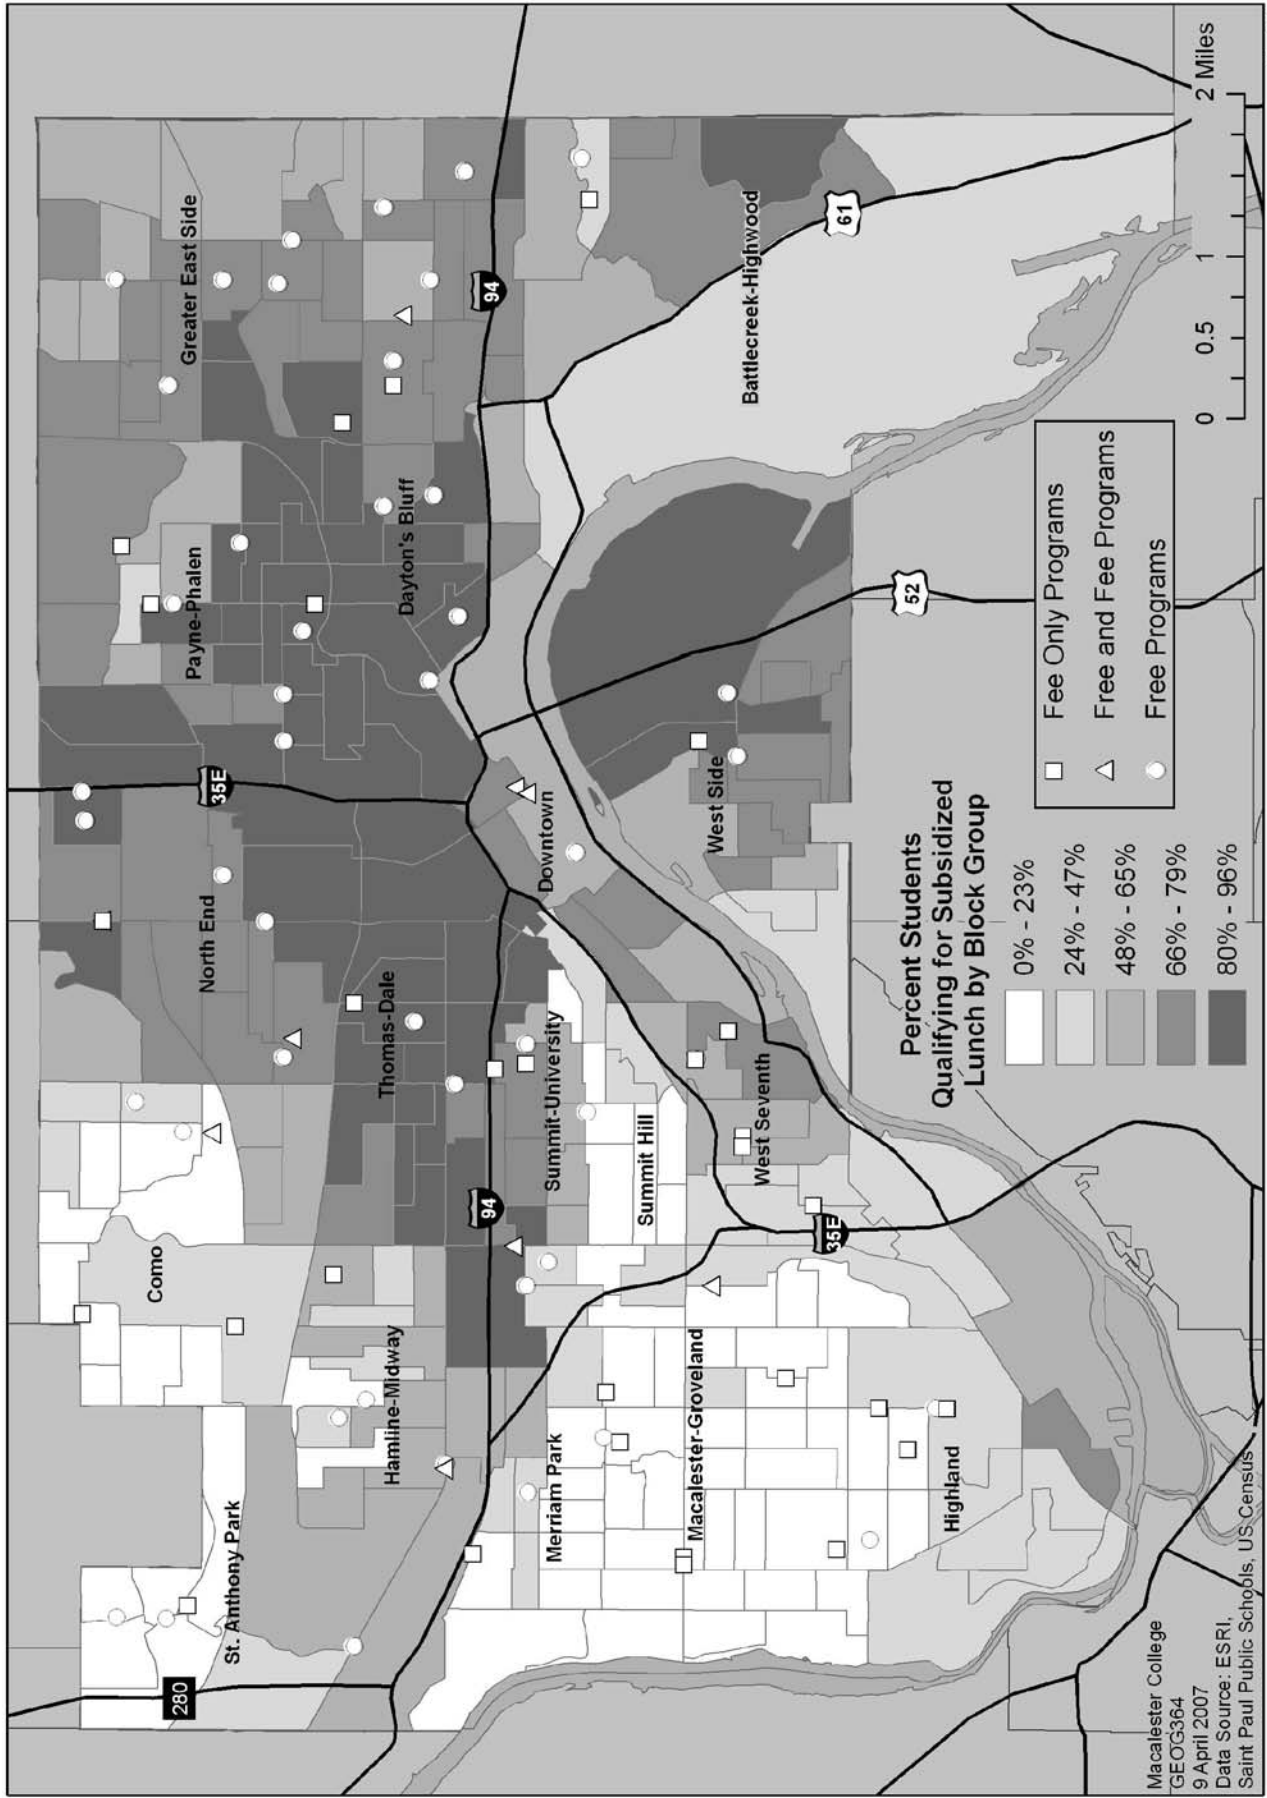 280
St. Anthony Park
Como
North End
35E
Payne-Phalen
Greater East Side
Hamline-Midway
Thomas-Dale
Dayton's Bluff
94
94
Merriam Park
Summit-University
Downtown
Summit Hill
Macalester-Groveland
West Seventh
West Side
Battlecreek-Highwood
35E
61
Highland
52
Percent Students
Qualifying for Subsidized
Lunch by Block Group
0% - 23%
24% - 47%
48% - 65%
66% - 79%
80% - 96%
Fee Only Programs
Free and Fee Programs
Free Programs
0 0.5 1 2 Miles
Macalester College
GEOG364
9 April 2007
Data Source: ESRI,
Saint Paul Public Schools, US Census